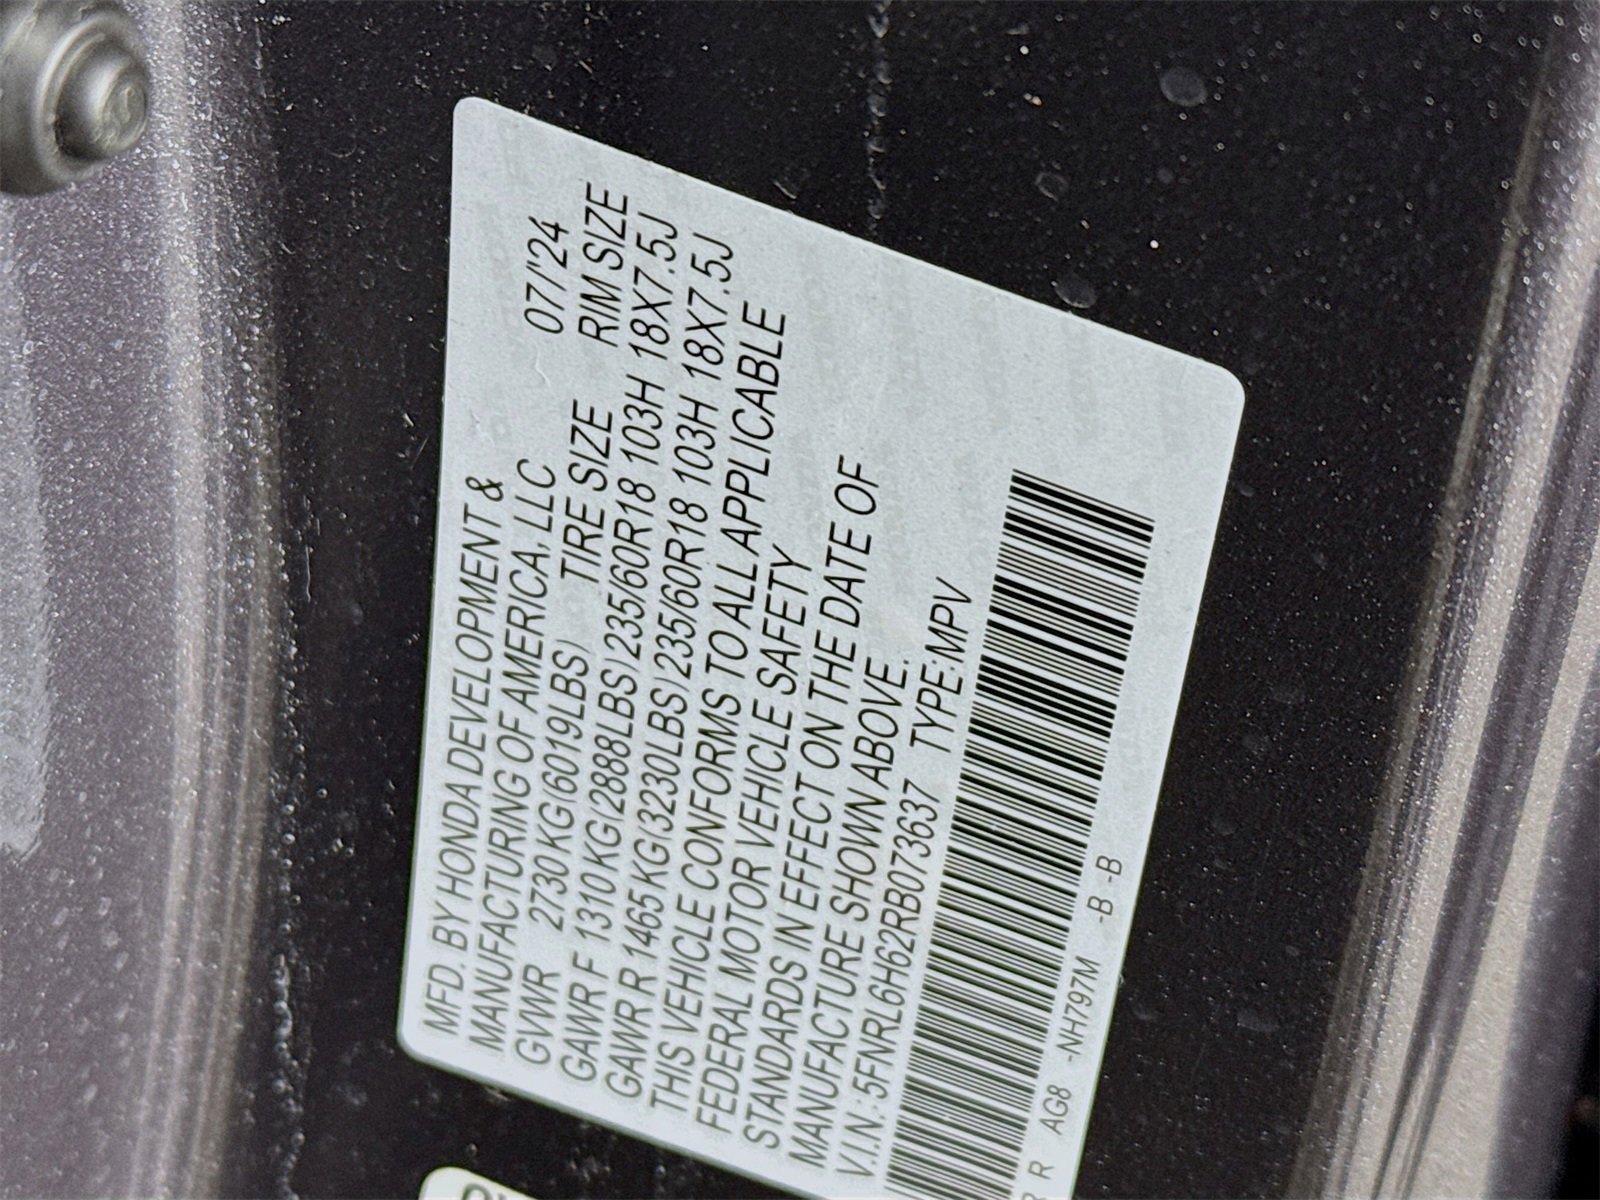 MFD. BY HONDA DEVELOPMENT &
MANUFACTURING OF AMERICA, LLC 07/'24
GVWR 2730KG(6019LBS) TIRE SIZE RIM SIZE
GAWR F 1310KG(2888LBS) 235/60R18 103H 18X7.5J
GAWR R 1465KG(3230LBS) 235/60R18 103H 18X7.5J
THIS VEHICLE CONFORMS TO ALL APPLICABLE
FEDERAL MOTOR VEHICLE SAFETY
STANDARDS IN EFFECT ON THE DATE OF
MANUFACTURE SHOWN ABOVE.
V.I.N.: 5FNRL6H62RB073637 TYPE:MPV
R AG8 -NH797M -B -B